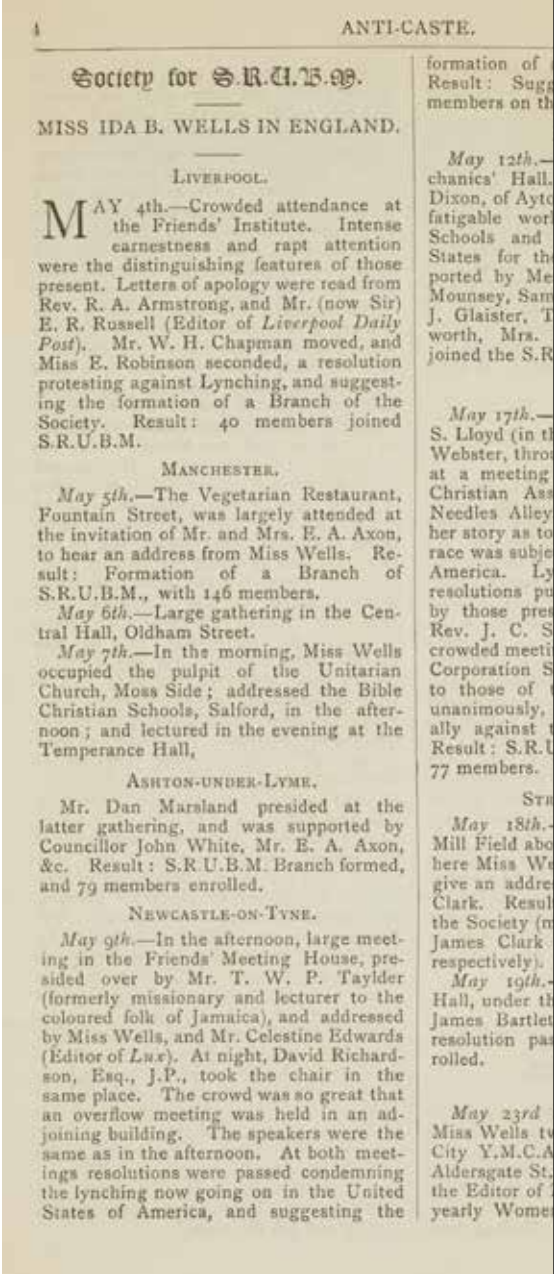 4
ANTI-CASTE.
Society for S.R.U.B.M.
MISS IDA B. WELLS IN ENGLAND.
LIVERPOOL.
MAY 4th.—Crowded attendance at
the Friends' Institute. Intense
earnestness and rapt attention
were the distinguishing features of those
present. Letters of apology were read from
Rev. R. A. Armstrong, and Mr. (now Sir)
E. R. Russell (Editor of Liverpool Daily
Post). Mr. W. H. Chapman moved, and
Miss E. Robinson seconded, a resolution
protesting against Lynching, and suggest-
ing the formation of a Branch of the
Society. Result: 40 members joined
S.R.U.B.M.
MANCHESTER.
May 5th.—The Vegetarian Restaurant,
Fountain Street, was largely attended at
the invitation of Mr. and Mrs. E. A. Axon,
to hear an address from Miss Wells. Re-
sult: Formation of a Branch of
S.R.U.B.M., with 146 members.
May 6th.—Large gathering in the Cen-
tral Hall, Oldham Street.
May 7th.—In the morning, Miss Wells
occupied the pulpit of the Unitarian
Church, Moss Side; addressed the Bible
Christian Schools, Salford, in the after-
noon; and lectured in the evening at the
Temperance Hall,
ASHTON-UNDER-LYME.
Mr. Dan Marsland presided at the
latter gathering, and was supported by
Councillor John White, Mr. E. A. Axon,
&c. Result: S.R U.B.M. Branch formed,
and 79 members enrolled.
NEWCASTLE-ON-TYNE.
May 9th.—In the afternoon, large meet-
ing in the Friends' Meeting House, pre-
sided over by Mr. T. W. P. Taylder
(formerly missionary and lecturer to the
coloured folk of Jamaica), and addressed
by Miss Wells, and Mr. Celestine Edwards
(Editor of Lux). At night, David Richard-
son, Esq., J.P., took the chair in the
same place. The crowd was so great that
an overflow meeting was held in an ad-
joining building. The speakers were the
same as in the afternoon. At both meet-
ings resolutions were passed condemning
the lynching now going on in the United
States of America, and suggesting the
formation of
Result: Sugg
members on th
May 12th.—
chanics' Hall.
Dixon, of Ayto
fatigable worl
Schools and
States for the
ported by Me
Mounsey, Sam
J. Glaister, T
worth, Mrs.
joined the S.R
May 17th.—
S. Lloyd (in th
Webster, throu
at a meeting
Christian Ass
Needles Alley
her story as to
race was subje
America. Ly
resolutions pu
by those pres
Rev. J. C. S
crowded meeti
Corporation S
to those of t
unanimously,
ally against t
Result: S.R.U
77 members.
STR
May 18th.-
Mill Field abo
here Miss We
give an addre
Clark. Resul
the Society (m
James Clark
respectively).
May 19th.-
Hall, under th
James Bartlet
resolution pas
rolled.
May 23rd
Miss Wells tw
City Y.M.C.A
Aldersgate St.
the Editor of
yearly Women